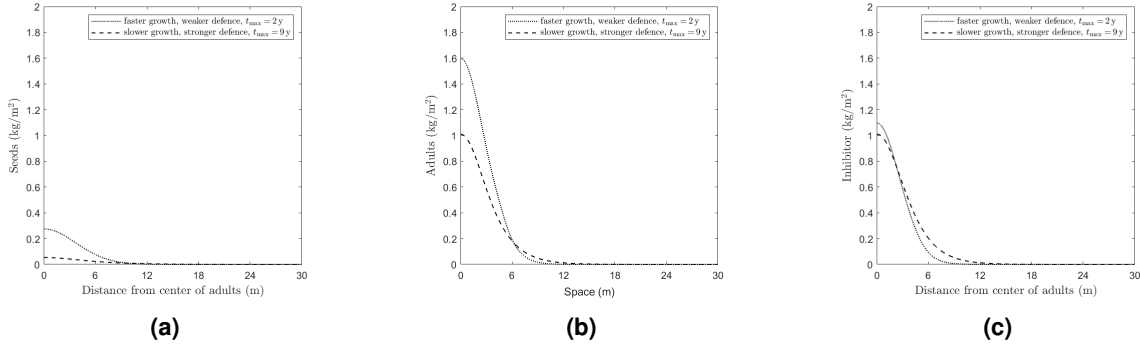 2
1.8
1.6
1.4
1.2
1
0.8
0.6
0.4
0.2
0
Seeds (kg/m²)
faster growth, weaker defence, t_max = 2 y
slower growth, stronger defence, t_max = 9 y
0 6 12 18 24 30
Distance from center of adults (m)
(a)
2
1.8
1.6
1.4
1.2
1
0.8
0.6
0.4
0.2
0
Adults (kg/m²)
faster growth, weaker defence, t_max = 2 y
slower growth, stronger defence, t_max = 9 y
0 6 12 18 24 30
Space (m)
(b)
2
1.8
1.6
1.4
1.2
1
0.8
0.6
0.4
0.2
0
Inhibitor (kg/m²)
faster growth, weaker defence, t_max = 2 y
slower growth, stronger defence, t_max = 9 y
0 6 12 18 24 30
Distance from center of adults (m)
(c)